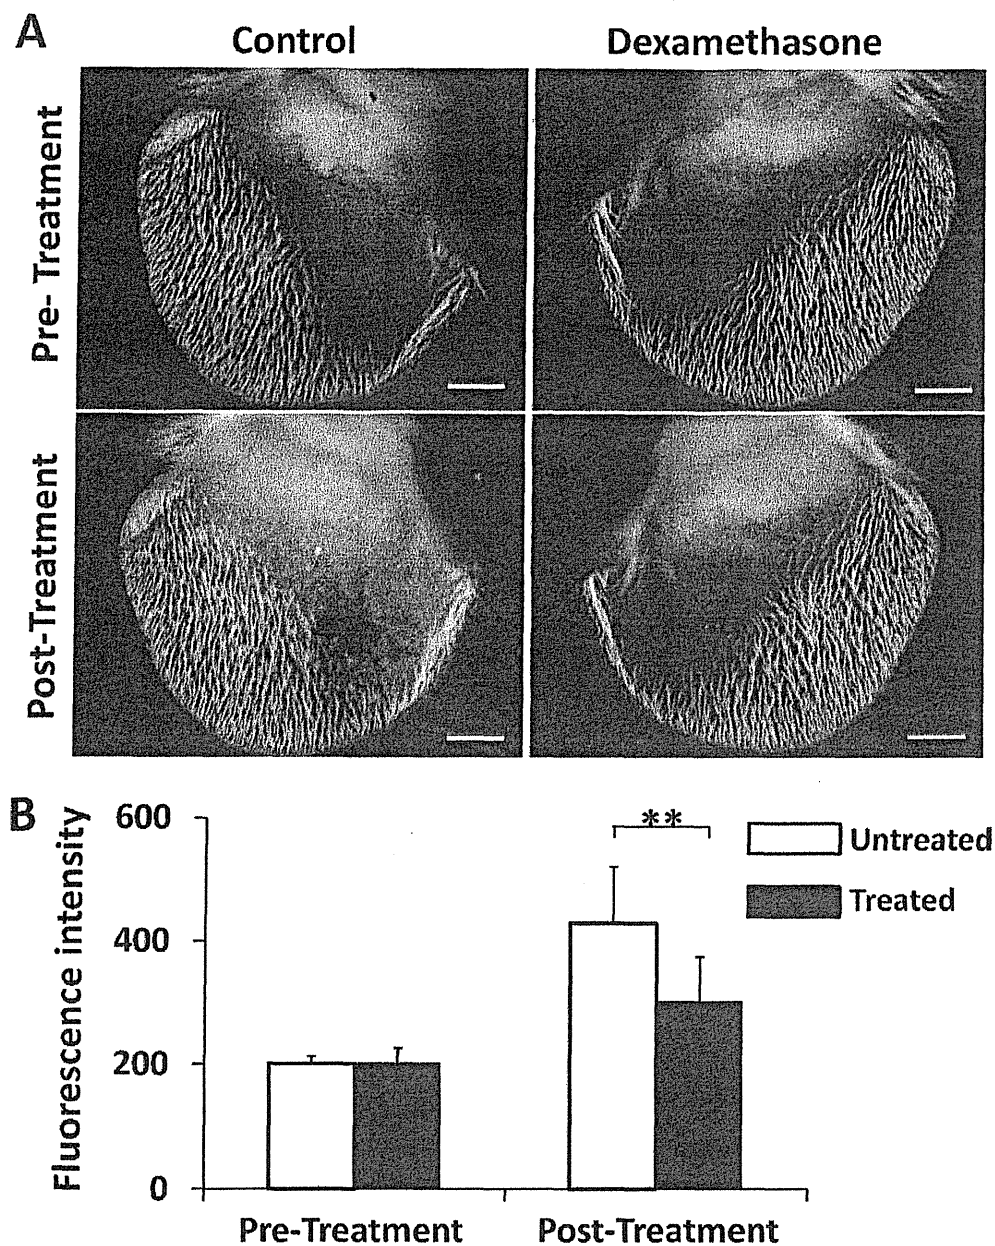 A
Control
Dexamethasone
Pre- Treatment
Post-Treatment
B
Fluorescence intensity
600
400
200
0
**
Untreated
Treated
Pre-Treatment
Post-Treatment